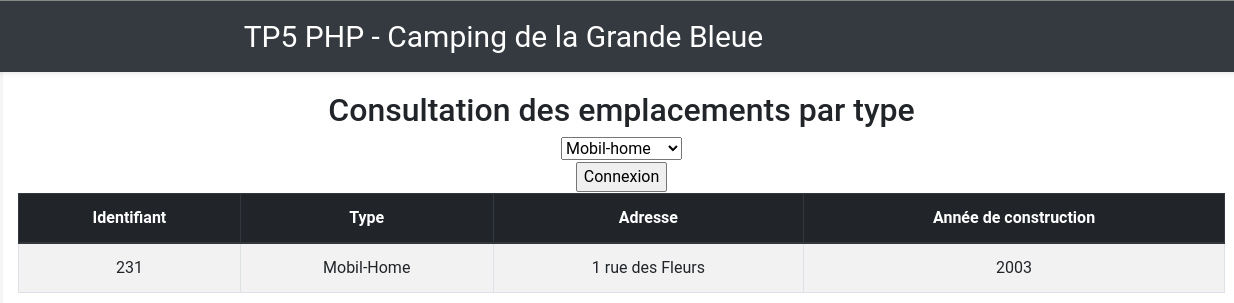 TP5 PHP - Camping de la Grande Bleue
Consultation des emplacements par type
Mobil-home
Connexion
Identifiant Type Adresse Année de construction
231 Mobil-Home 1 rue des Fleurs 2003